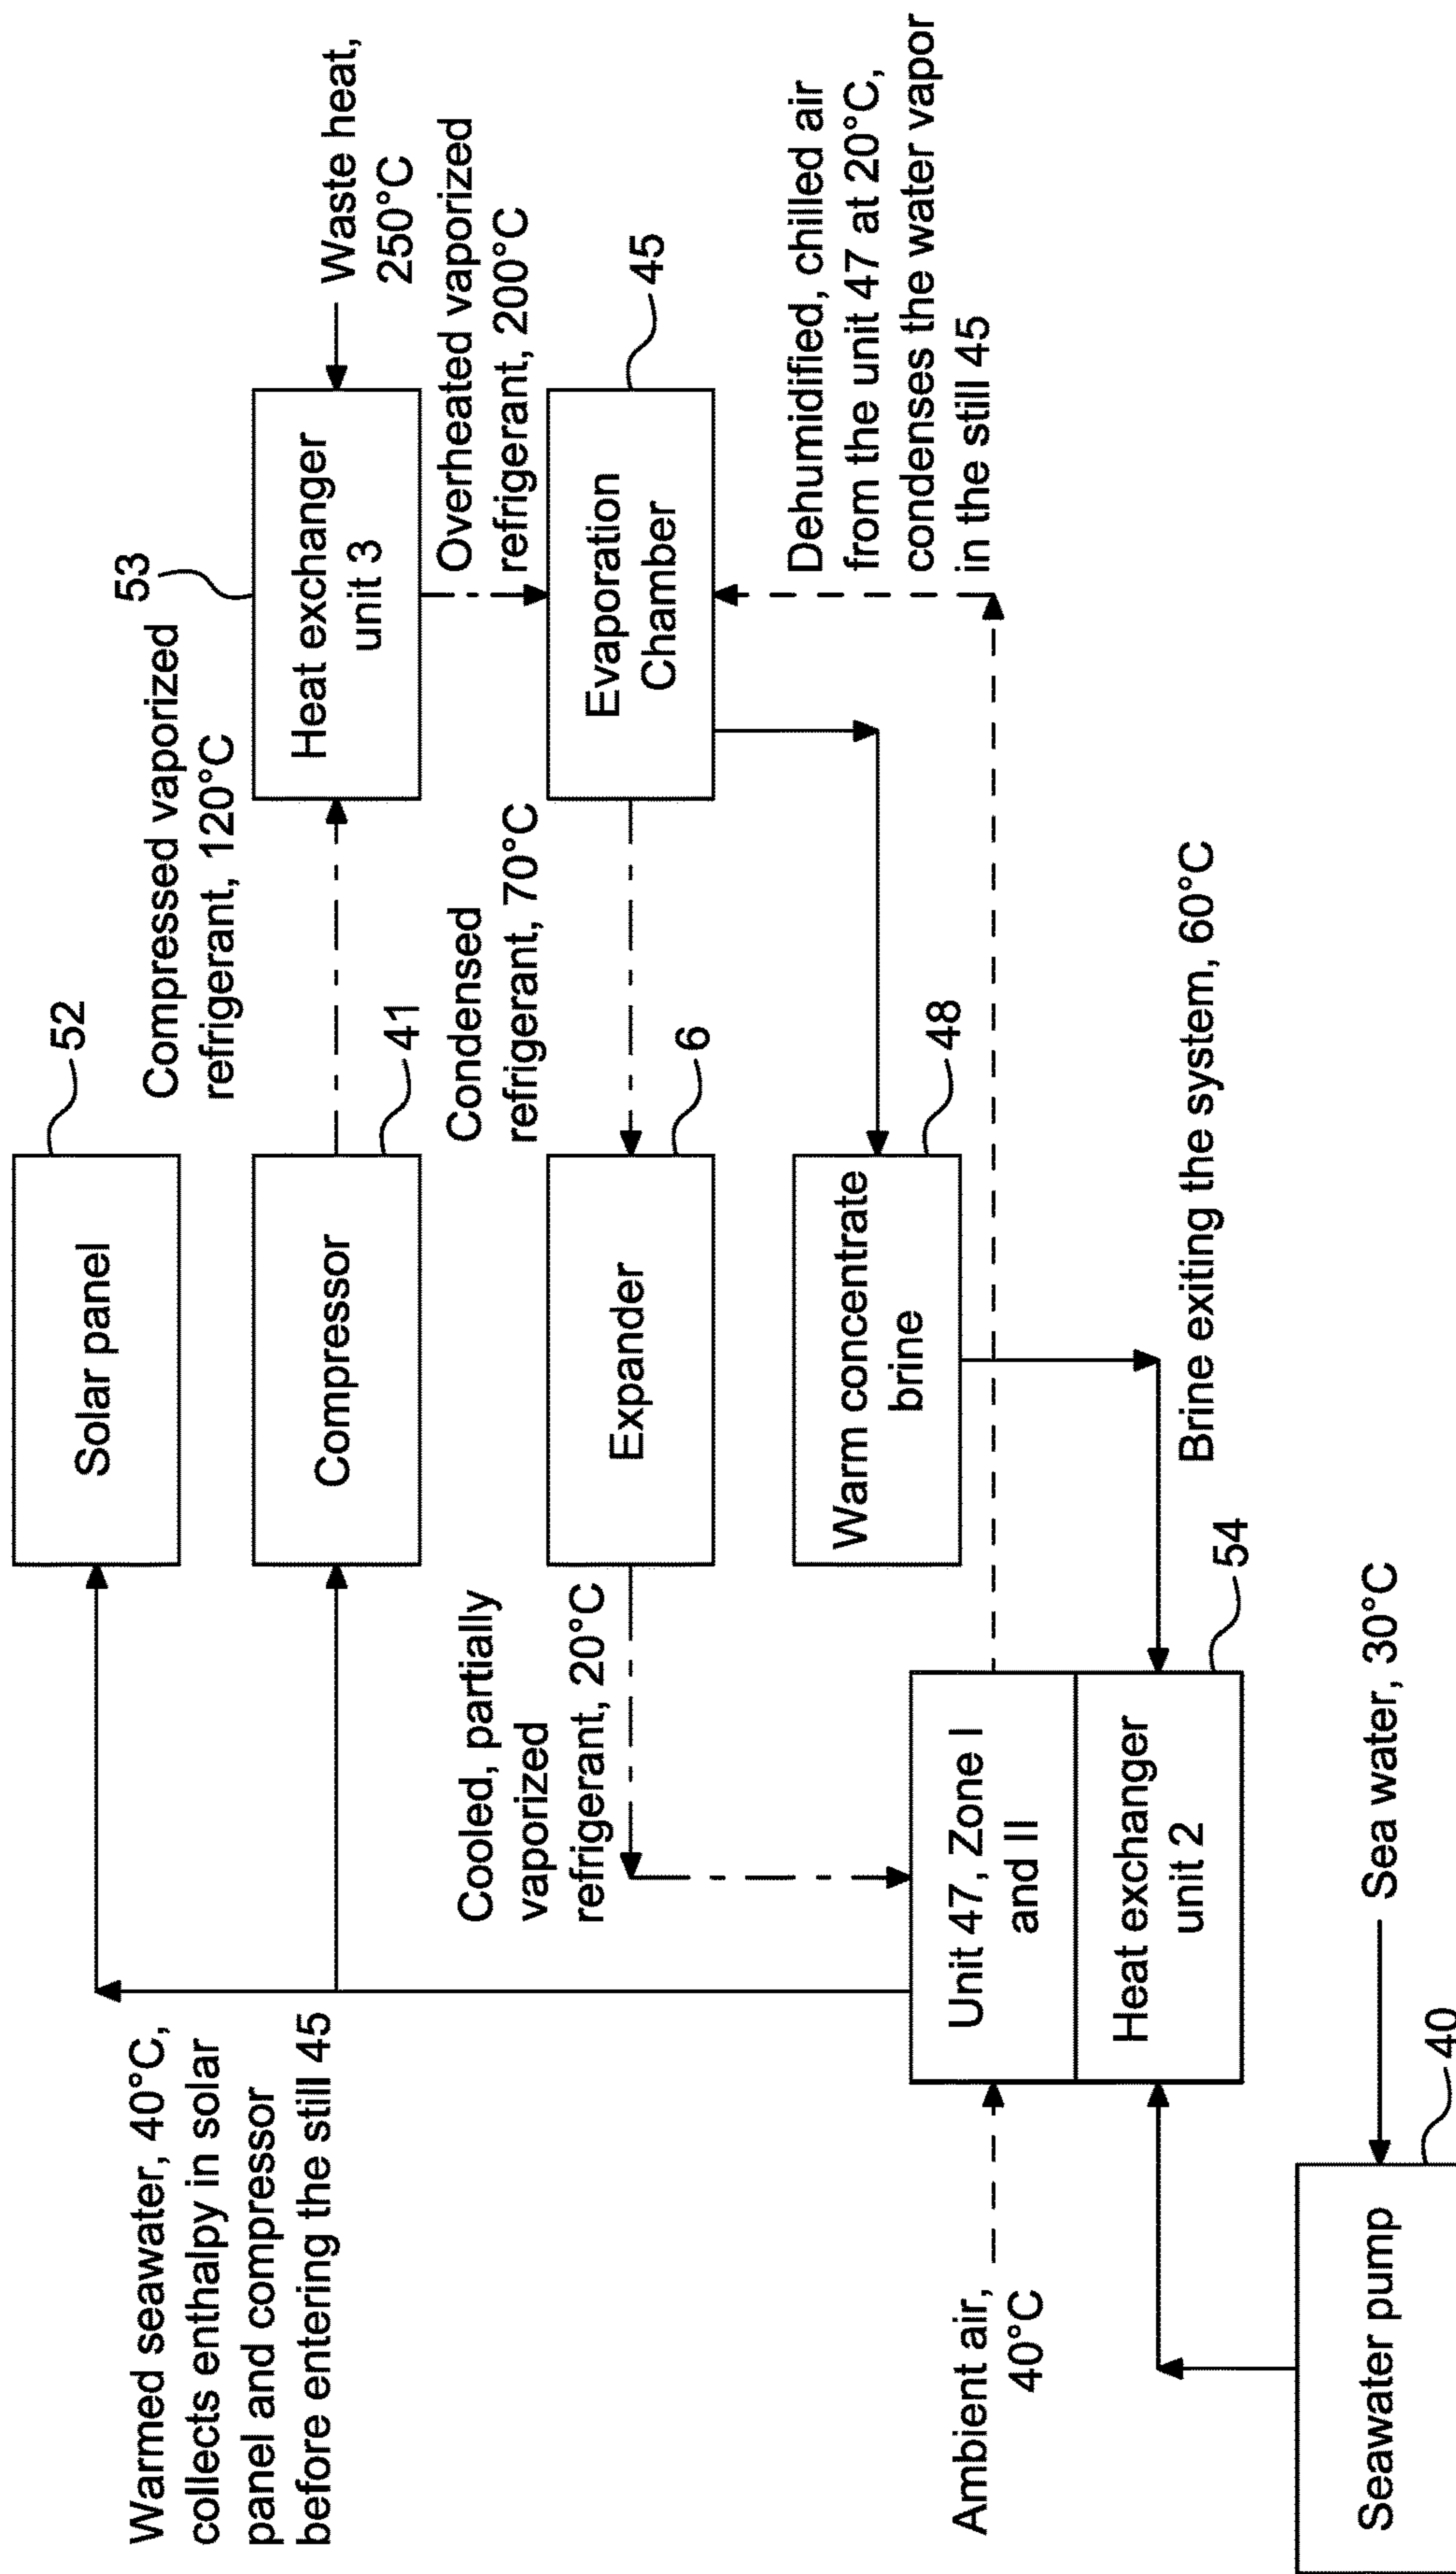 52
Solar panel
Warmed seawater, 40°C,
collects enthalpy in solar
panel and compressor
before entering the still 45
Compressor
41
Compressed vaporized
refrigerant, 120°C
53
Heat exchanger
unit 3
Waste heat,
250°C
Overheated vaporized
refrigerant, 200°C
Cooled, partially
vaporized
refrigerant, 20°C
Expander
6
Condensed
refrigerant, 70°C
Evaporation
Chamber
45
Dehumidified, chilled air
from the unit 47 at 20°C,
condenses the water vapor
in the still 45
Warm concentrate
brine
48
Ambient air,
40°C
Unit 47, Zone I
and II
Heat exchanger
unit 2
54
Brine exiting the system, 60°C
Sea water, 30°C
Seawater pump
40